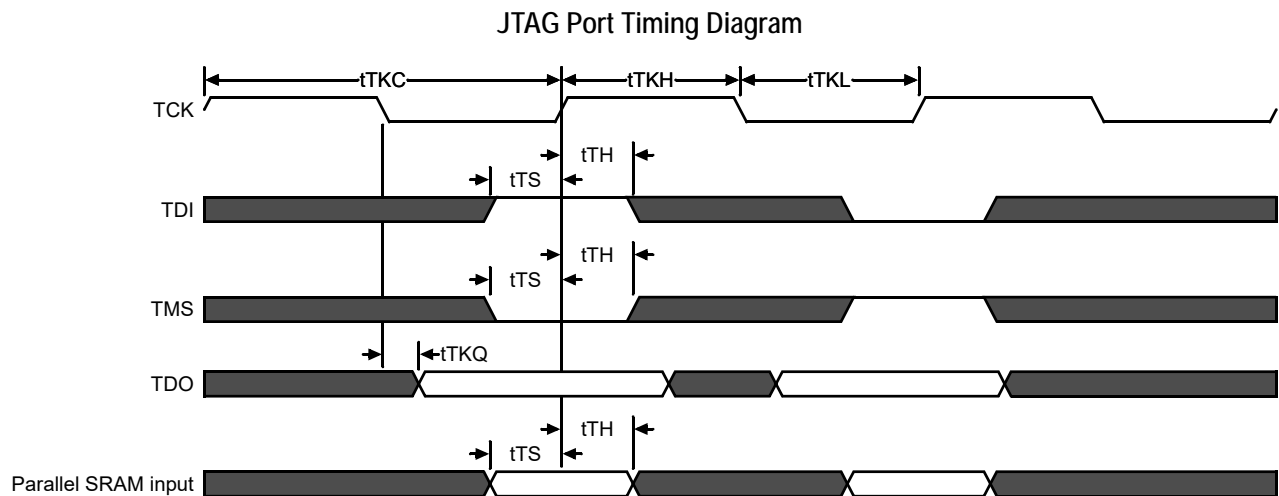 JTAG Port Timing Diagram
tTKC
tTKH
tTKL
TCK
tTH
tTS
TDI
tTH
tTS
TMS
tTKQ
TDO
tTH
tTS
Parallel SRAM input